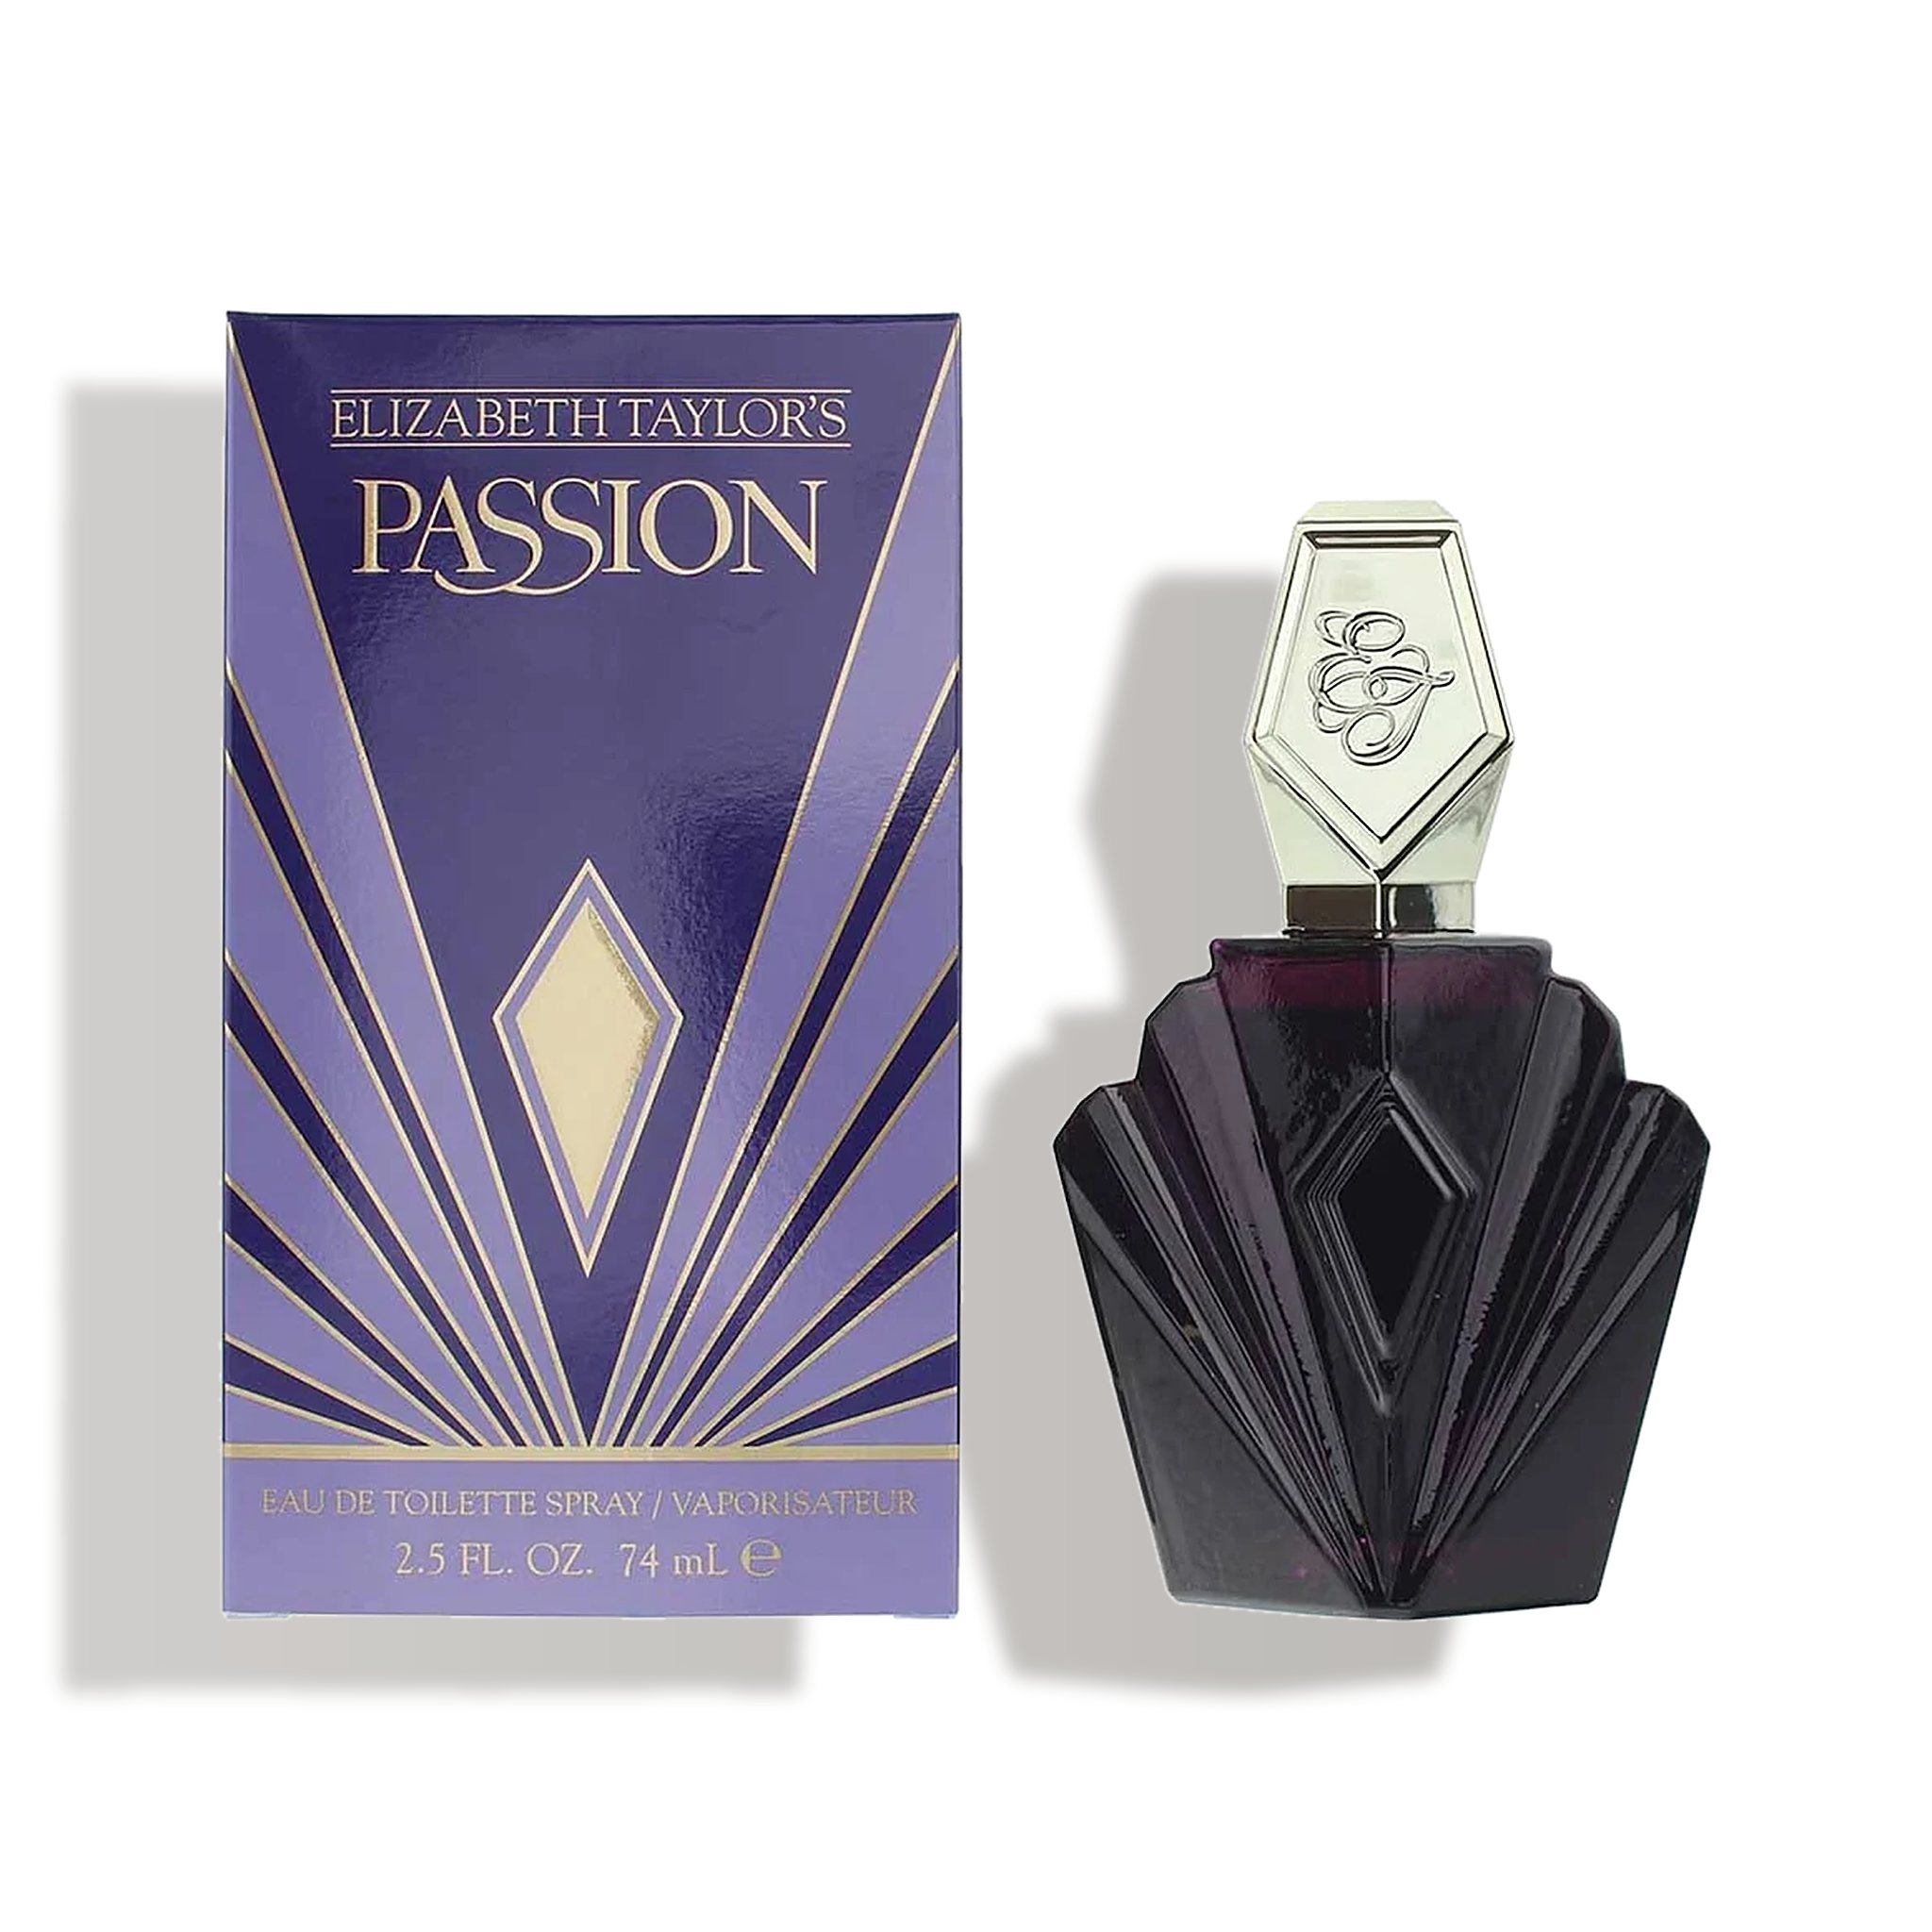 ELIZABETH TAYLOR'S
PASSION
EAU DE TOILETTE SPRAY / VAPORISATEUR
2.5 FL. OZ. 74 mL ℮